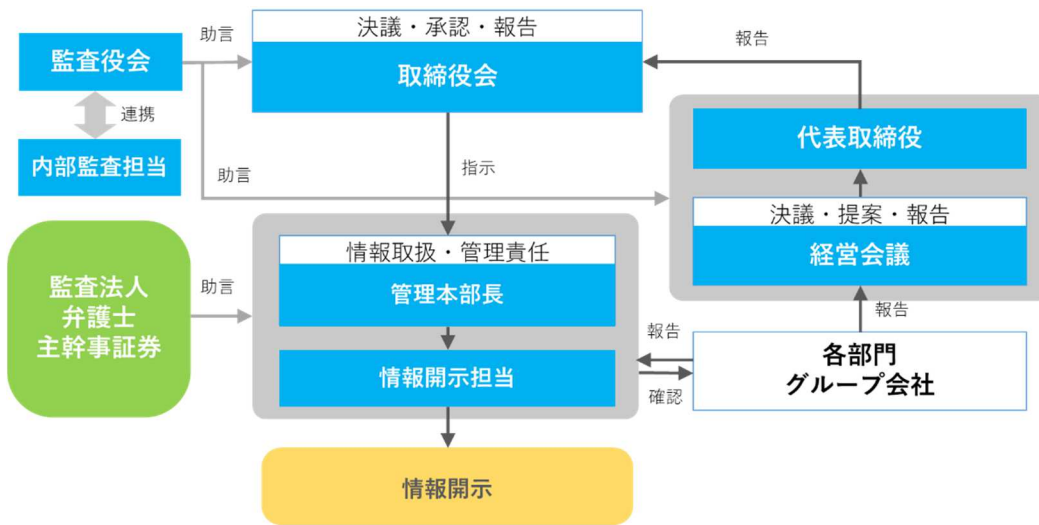 助言
決議・承認・報告
報告
監査役会
取締役会
連携
代表取締役
内部監査担当
助言
指示
決議・提案・報告
経営会議
情報取扱・管理責任
監査法人
弁護士
主幹事証券
助言
管理本部長
報告
報告
各部門
グループ会社
情報開示担当
確認
情報開示